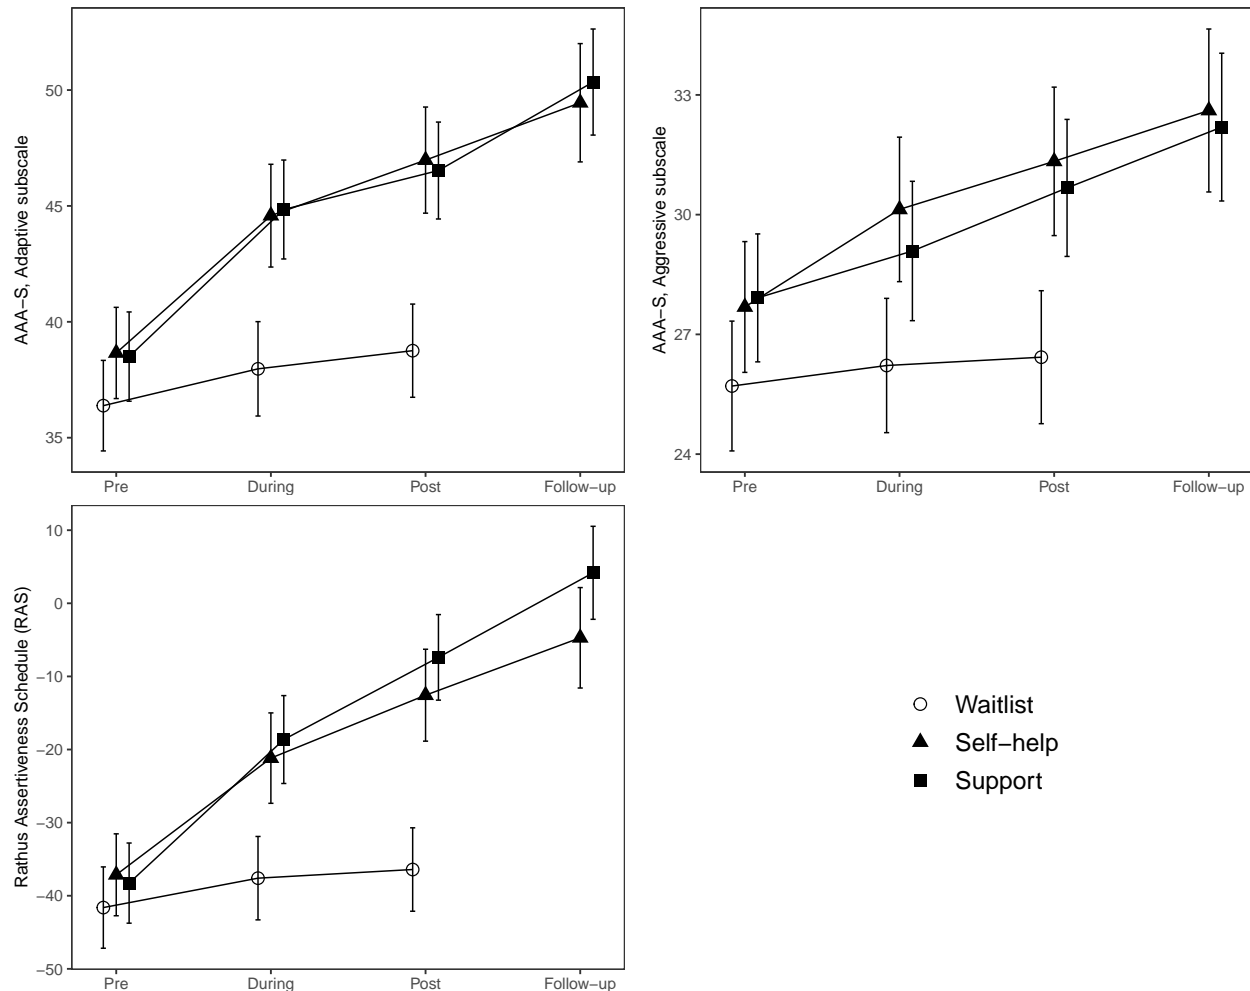 AAA−S, Adaptive subscale
50
45
40
35
Pre During Post Follow−up
AAA−S, Aggressive subscale
33
30
27
24
Pre During Post Follow−up
Rathus Assertiveness Schedule (RAS)
10
0
−10
−20
−30
−40
−50
Pre During Post Follow−up
Waitlist
Self−help
Support